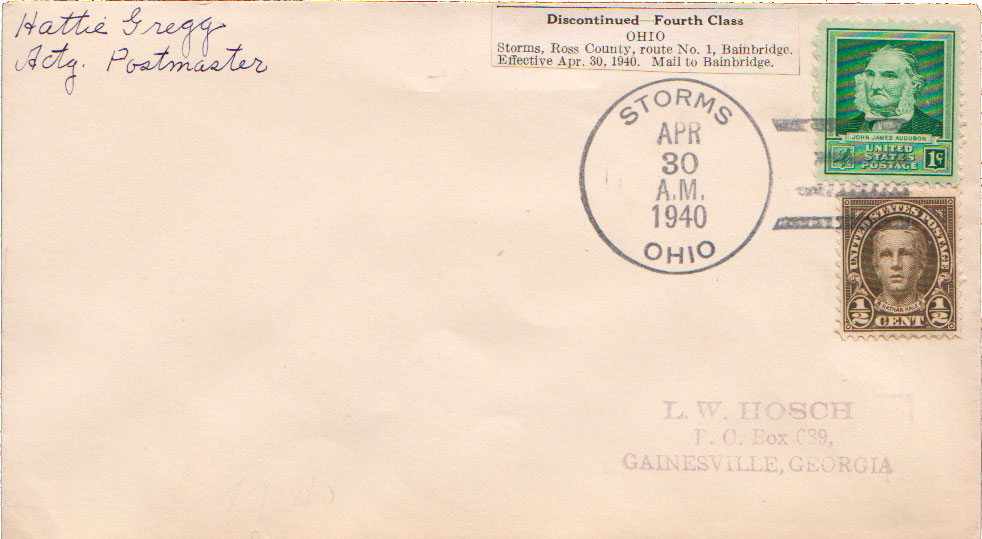 Hattie Gregg
Actg. Postmaster
Discontinued Fourth Class
OHIO
Storms, Ross County, route No. 1, Bainbridge.
Effective Apr. 30, 1940. Mail to Bainbridge.
STORMS
APR
30
A.M.
1940
OHIO
JOHN JAMES AUDUBON
UNITED
STATES
POSTAGE
1¢
UNITED STATES POSTAGE
NATHAN HALE
1/2 CENT 1/2
L. W. HOSCH
P. O. Box 639,
GAINESVILLE, GEORGIA